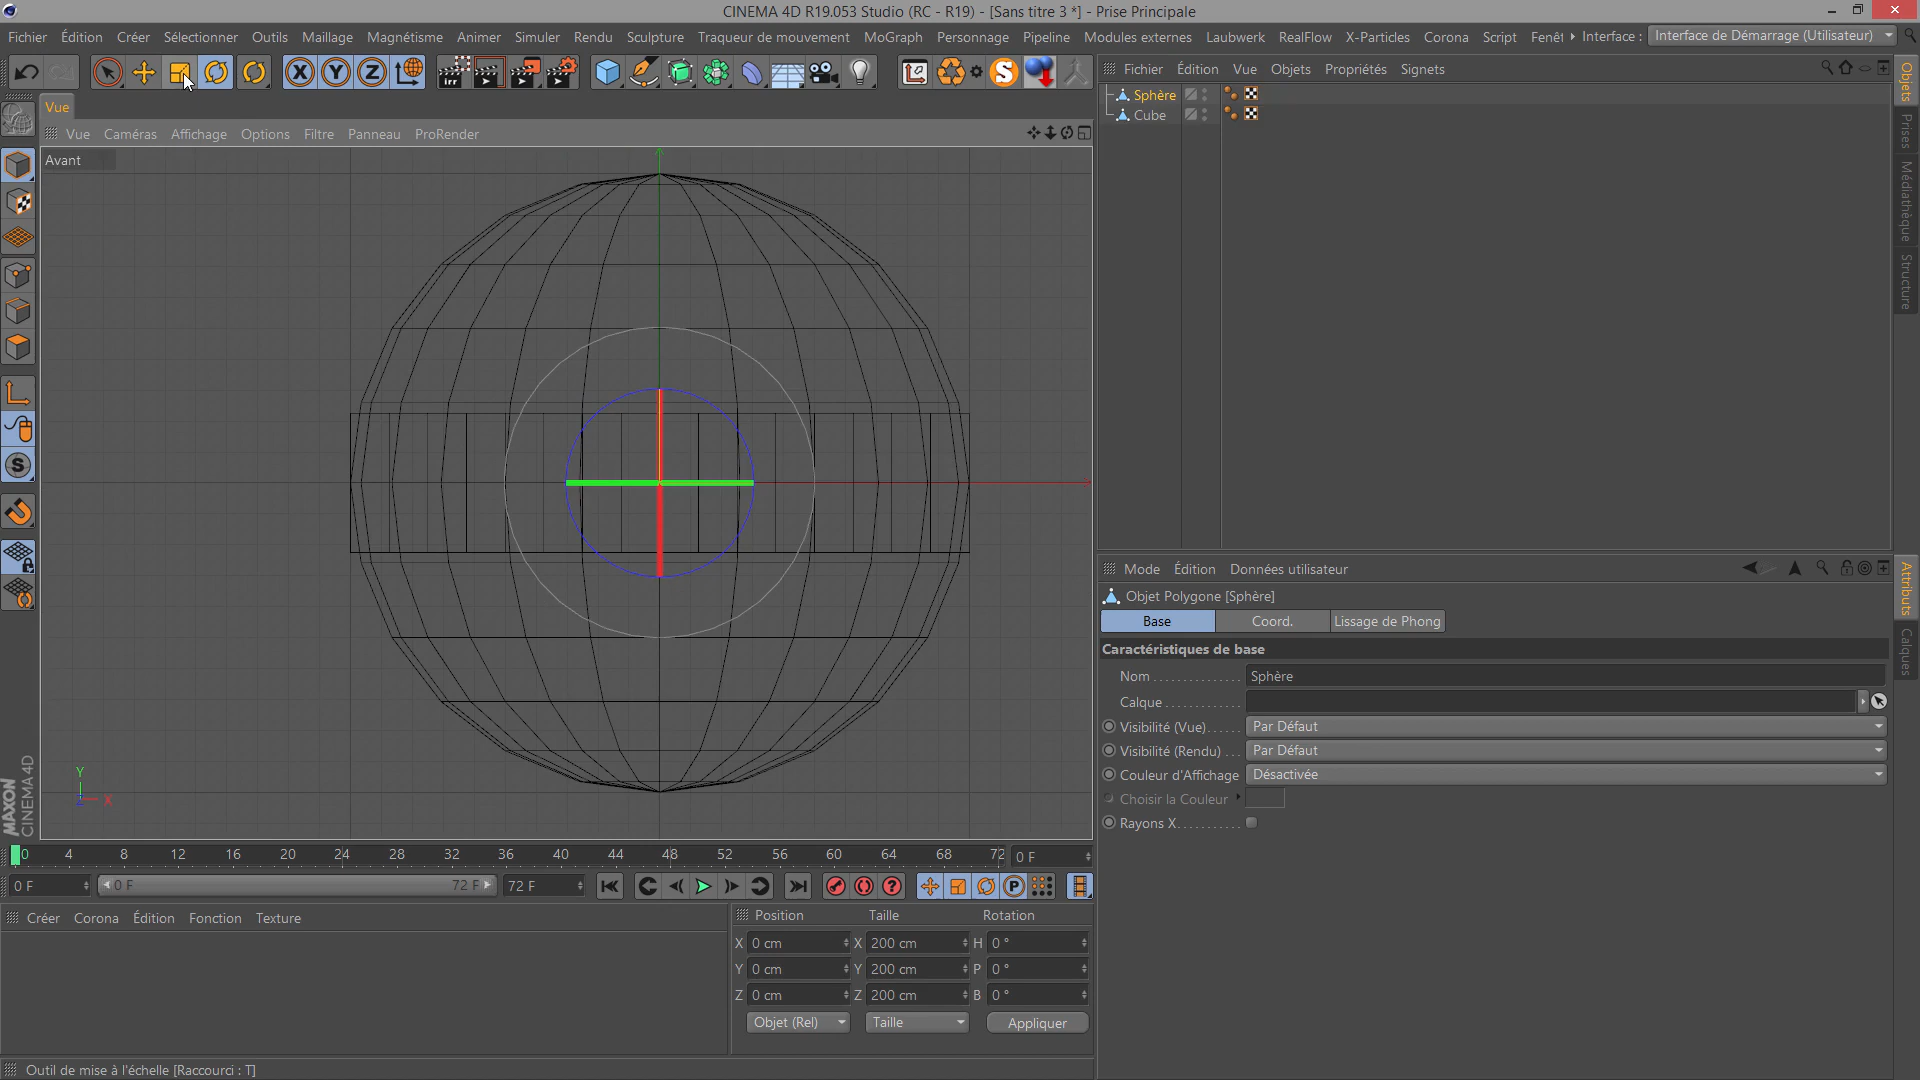 CINEMA 4D R19.053 Studio (RC - R19) - [Sans titre 3 *] - Prise Principale
Fichier Édition Créer Sélectionner Outils Maillage Magnétisme Animer Simuler Rendu Sculpture Traqueur de mouvement MoGraph Personnage Pipeline Modules externes Laubwerk RealFlow X-Particles Corona Script Fenêt Interface : Interface de Démarrage (Utilisateur)
X Y Z irr S
Fichier Édition Vue Objets Propriétés Signets
Vue
Vue Caméras Affichage Options Filtre Panneau ProRender
Avant
Sphère
Cube
Objets
Prises
Médiathèque
Structure
S
Y
X
Z
MAXON
CINEMA 4D
Mode Édition Données utilisateur
Objet Polygone [Sphère]
Base Coord. Lissage de Phong
Caractéristiques de base
Nom . . . . . . . . . . . . . . Sphère
Calque . . . . . . . . . . . .
Visibilité (Vue) . . . . . Par Défaut
Visibilité (Rendu) . . . Par Défaut
Couleur d'Affichage Désactivée
Choisir la Couleur
Rayons X . . . . . . . . . . .
Attributs
Calques
0 4 8 12 16 20 24 28 32 36 40 44 48 52 56 60 64 68 72 0 F
0 F 0 F 72 F 72 F ? P
Créer Corona Édition Fonction Texture
Position Taille Rotation
X 0 cm X 200 cm H 0 °
Y 0 cm Y 200 cm P 0 °
Z 0 cm Z 200 cm B 0 °
Objet (Rel) Taille Appliquer
Outil de mise à l'échelle [Raccourci : T]